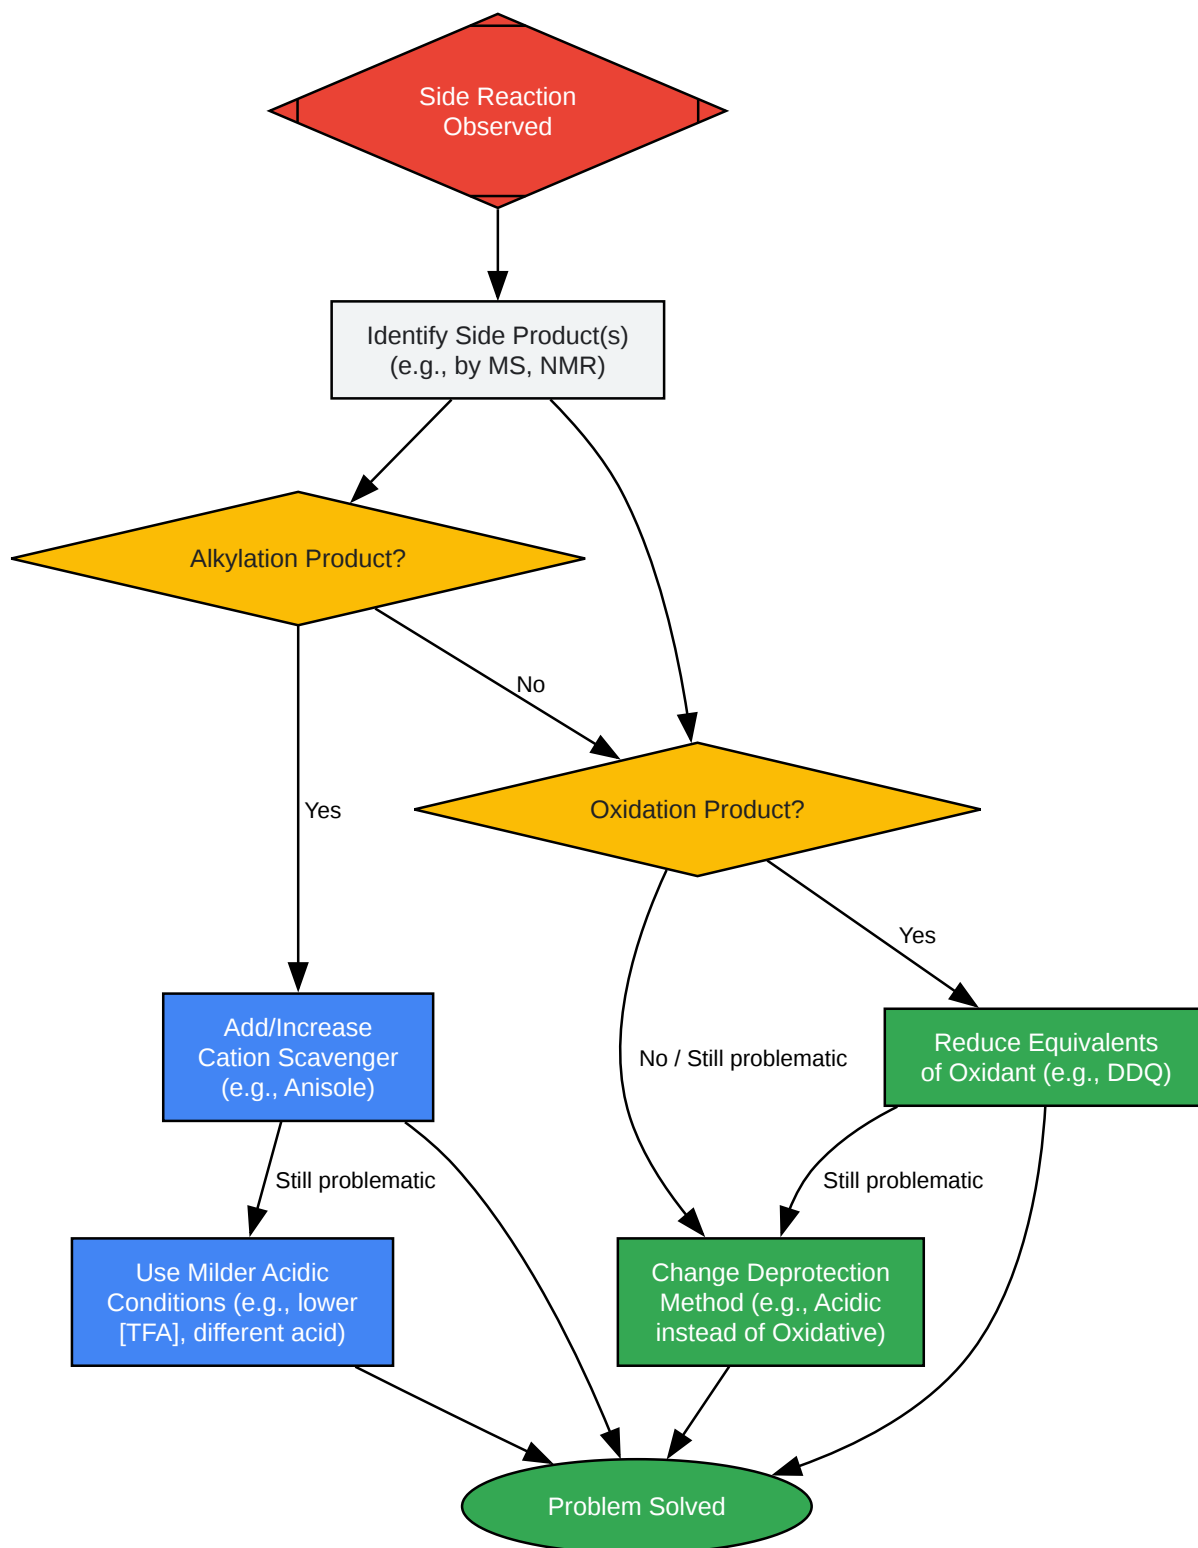 Side Reaction
Observed
Identify Side Product(s)
(e.g., by MS, NMR)
Alkylation Product?
No
Yes
Oxidation Product?
Yes
Add/Increase
Cation Scavenger
(e.g., Anisole)
No / Still problematic
Reduce Equivalents
of Oxidant (e.g., DDQ)
Still problematic
Still problematic
Use Milder Acidic
Conditions (e.g., lower
[TFA], different acid)
Change Deprotection
Method (e.g., Acidic
instead of Oxidative)
Problem Solved